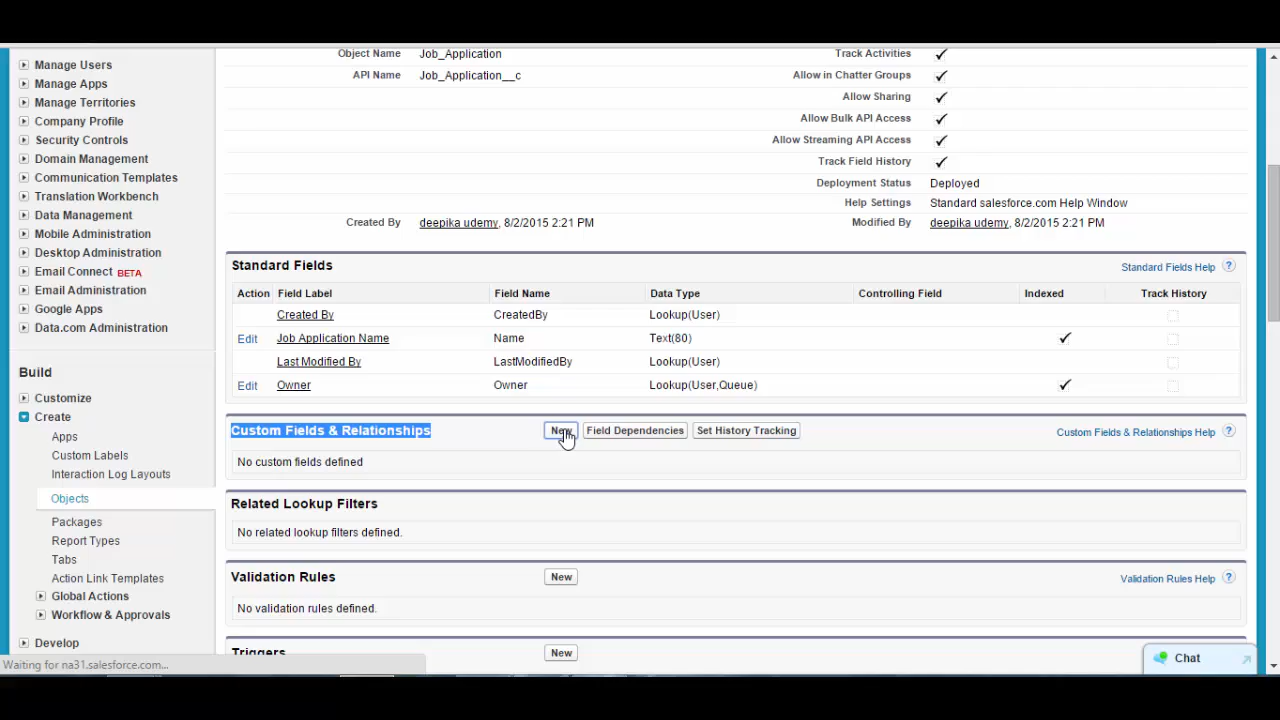 Manage Users
Manage Apps
Manage Territories
Company Profile
Security Controls
Domain Management
Communication Templates
Translation Workbench
Data Management
Mobile Administration
Desktop Administration
Email Connect BETA
Email Administration
Google Apps
Data.com Administration
Build
Customize
Create
Apps
Custom Labels
Interaction Log Layouts
Objects
Packages
Report Types
Tabs
Action Link Templates
Global Actions
Workflow & Approvals
Develop
Waiting for na31.salesforce.com...
Object Name Job_Application Track Activities
API Name Job_Application__c Allow in Chatter Groups
Allow Sharing
Allow Bulk API Access
Allow Streaming API Access
Track Field History
Deployment Status Deployed
Help Settings Standard salesforce.com Help Window
Created By deepika udemy, 8/2/2015 2:21 PM Modified By deepika udemy, 8/2/2015 2:21 PM
Standard Fields Standard Fields Help ?
Action Field Label Field Name Data Type Controlling Field Indexed Track History
Created By CreatedBy Lookup(User)
Edit Job Application Name Name Text(80)
Last Modified By LastModifiedBy Lookup(User)
Edit Owner Owner Lookup(User,Queue)
Custom Fields & Relationships New Field Dependencies Set History Tracking Custom Fields & Relationships Help ?
No custom fields defined
Related Lookup Filters
No related lookup filters defined.
Validation Rules New Validation Rules Help ?
No validation rules defined.
Triggers New
Chat